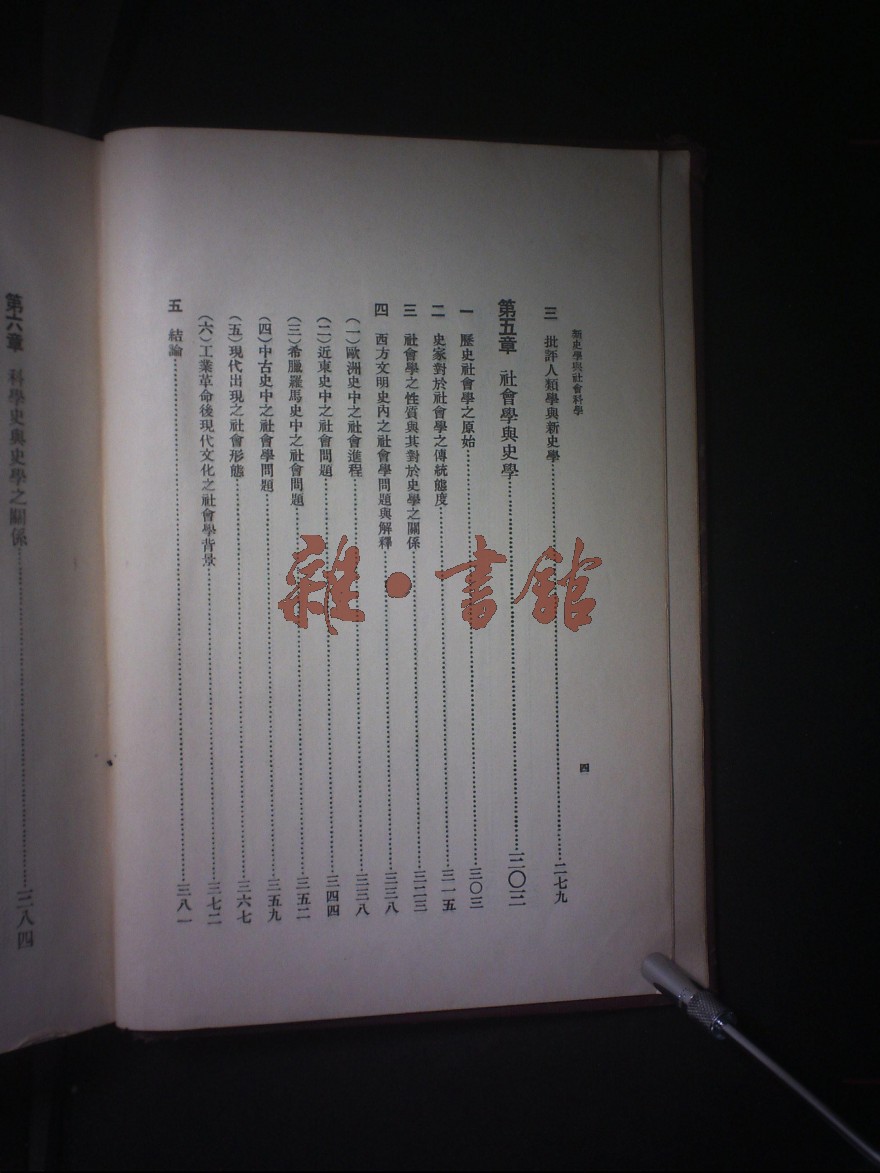 新史學與社會科學
四
三 批評人類學與新史學……二七九
第五章 社會學與史學……三〇三
一 歷史社會學之原始……三〇三
二 史家對於社會學之傳統態度……三一五
三 社會學之性質與其對於史學之關係……三二三
四 西方文明史內之社會學問題與解釋……三三八
(一)歐洲史中之社會進程……三三八
(二)近東史中之社會問題……三四四
(三)希臘羅馬史中之社會問題……三五二
(四)中古史中之社會學問題……三五九
(五)現代出現之社會形態……三六七
(六)工業革命後現代文化之社會學背景……三七二
五 結論……三八一
第六章 科學史與史學之關係……三八四
雜·書館